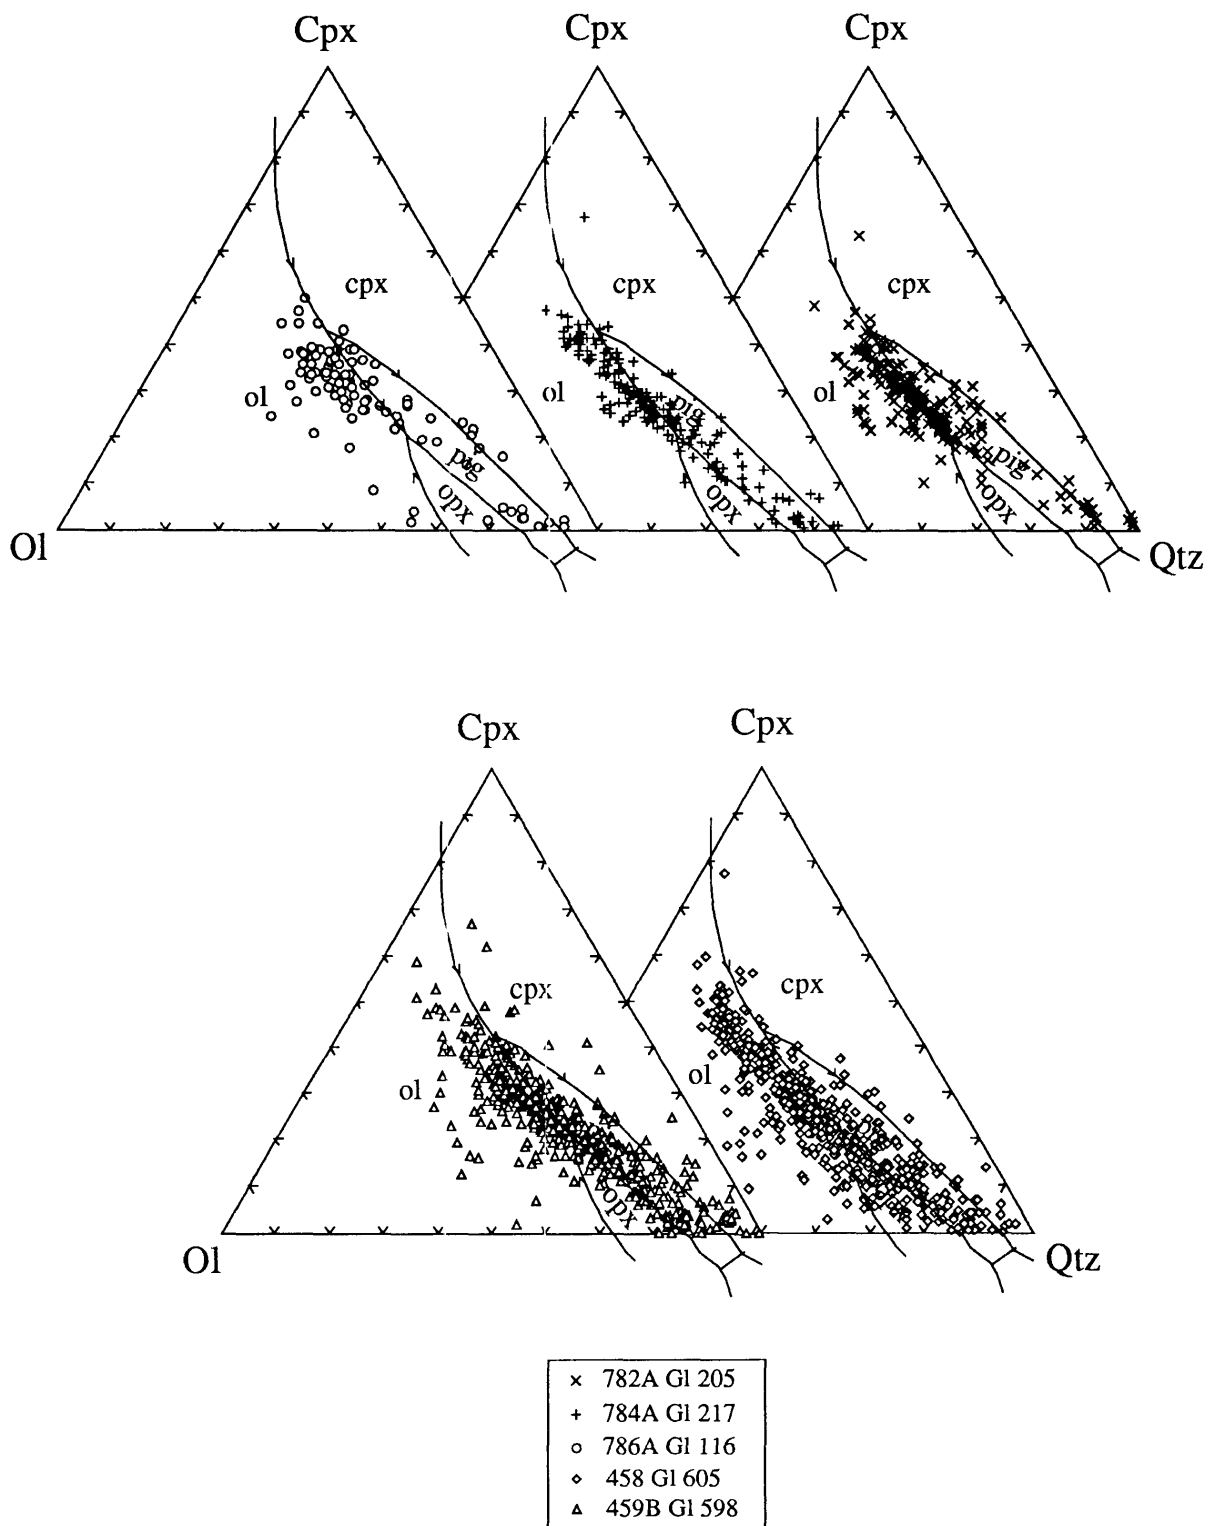 Cpx Cpx Cpx
cpx cpx cpx
ol ol ol
pig pig pig
opx opx opx
Ol Qtz
Cpx Cpx
cpx cpx
ol ol
opx
Ol Qtz
× 782A Gl 205
+ 784A Gl 217
○ 786A Gl 116
◇ 458 Gl 605
△ 459B Gl 598